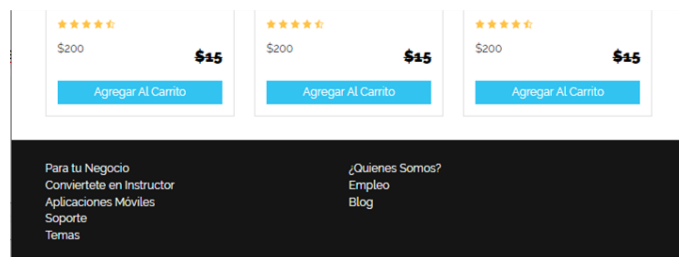 $200 $15 $200 $15 $200 $15
Agregar Al Carrito Agregar Al Carrito Agregar Al Carrito
Para tu Negocio
Conviertete en Instructor
Aplicaciones Móviles
Soporte
Temas
¿Quienes Somos?
Empleo
Blog